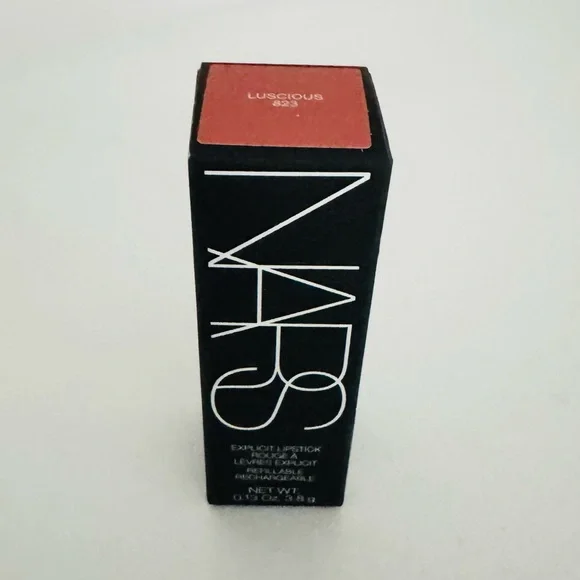 LUSCIOUS
823
NARS
EXPLICIT LIPSTICK
ROUGE À
LÈVRES EXPLICIT
REFILLABLE
RECHARGEABLE
NET WT.
0.13 Oz. 3.8 g